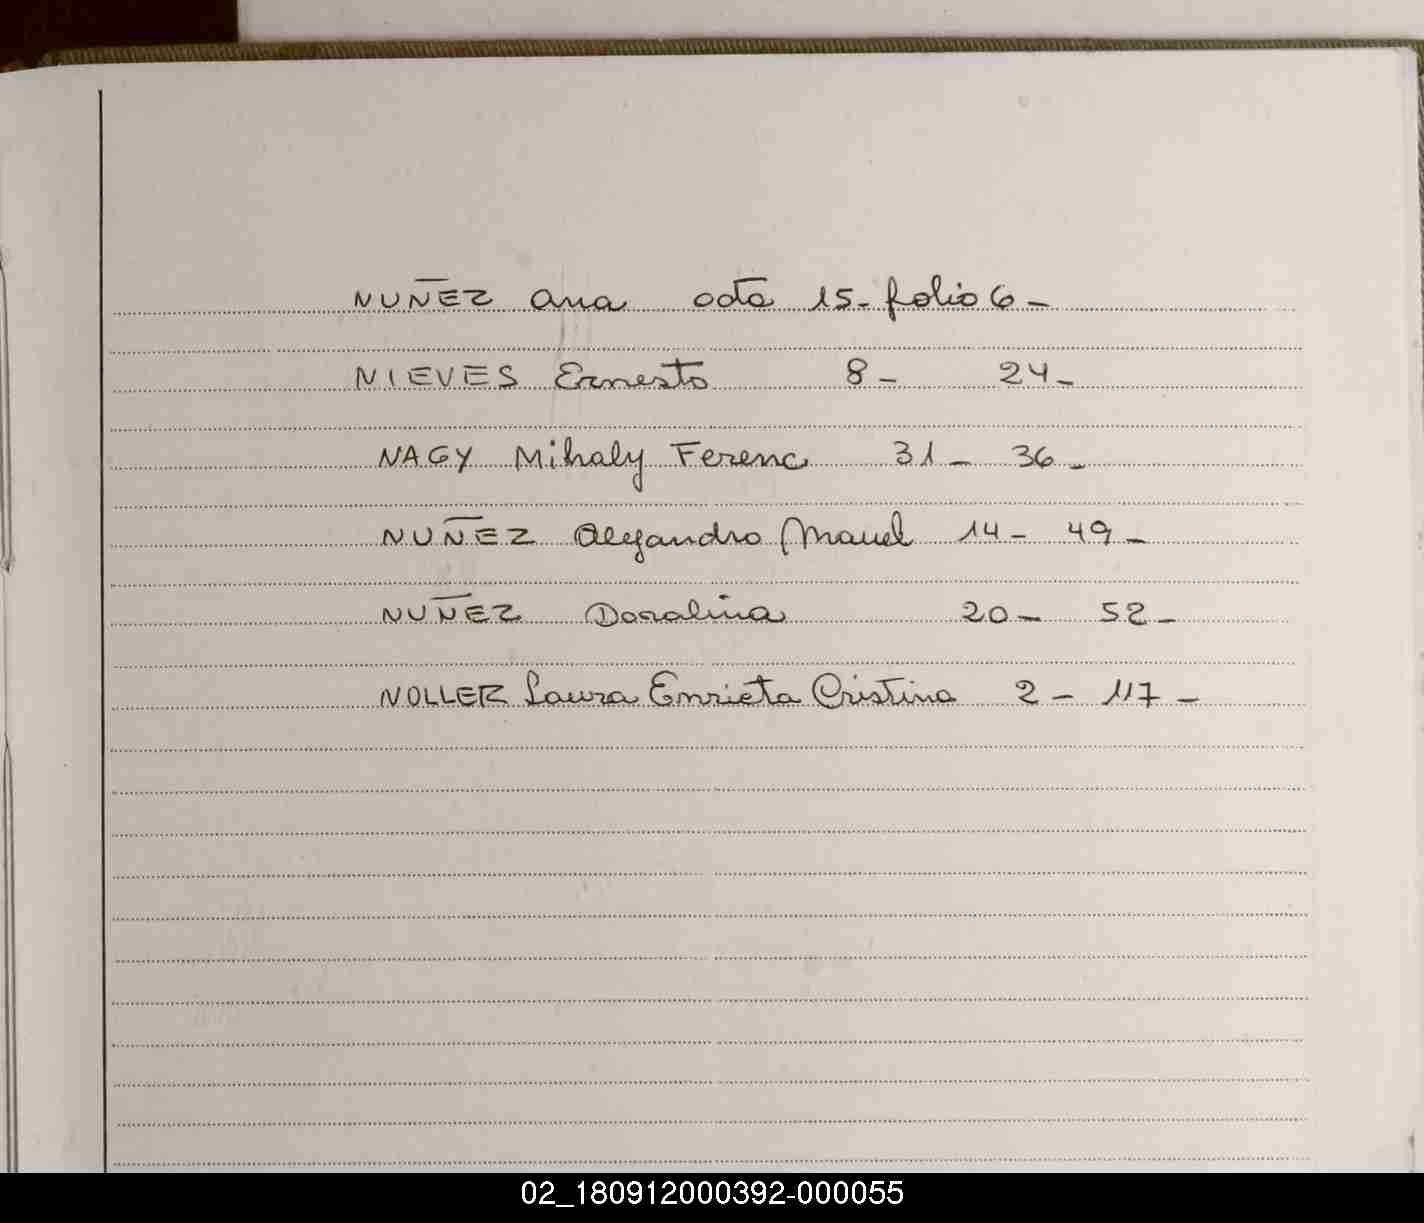 NUÑEZ Ana acta 15- folio 6-
NIEVES Ernesto 8- 24-
NAGY Mihaly Ferenc 31- 36-
NUÑEZ Alejandro Manuel 14- 49-
NUÑEZ Doralina 20- 52-
NOLLER Laura Enrieta Cristina 2- 117-
02_180912000392-000055